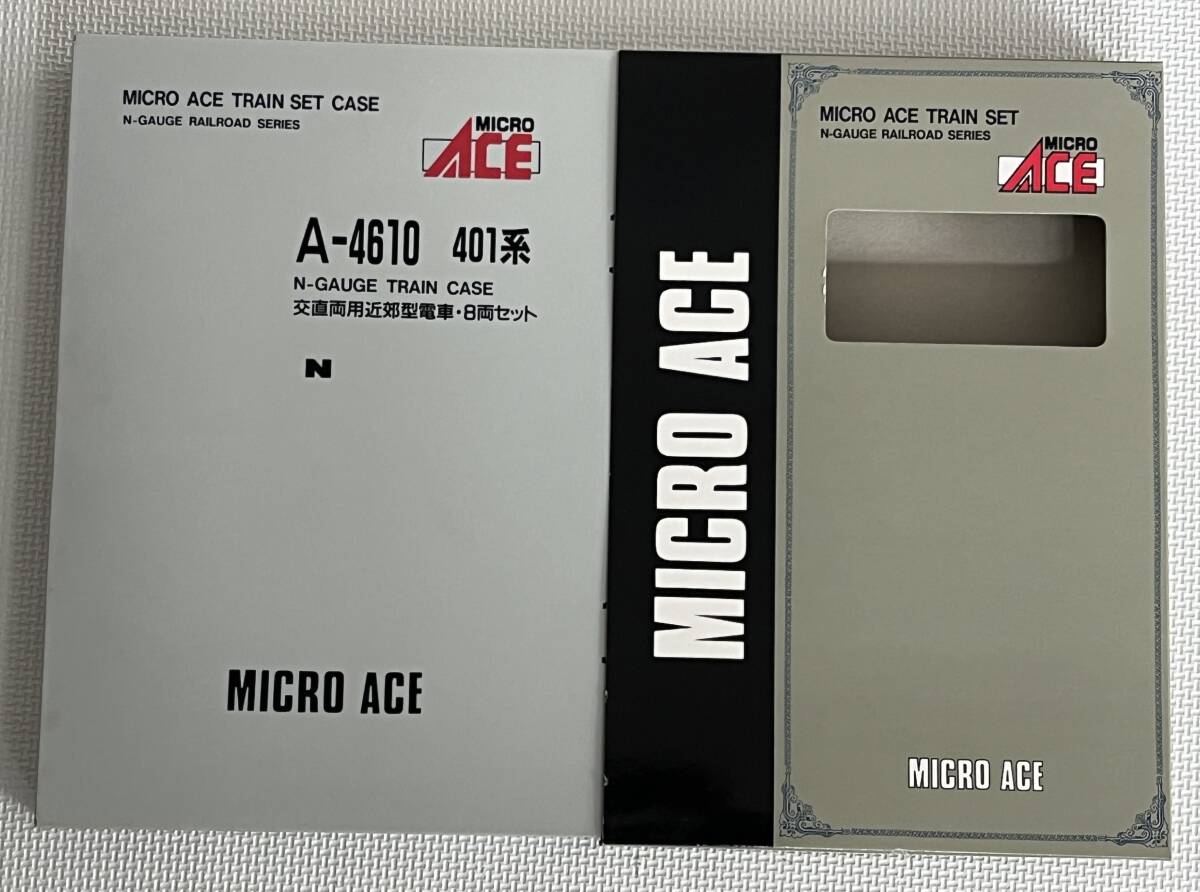 MICRO ACE TRAIN SET CASE
N-GAUGE RAILROAD SERIES
MICRO
ACE
A-4610 401系
N-GAUGE TRAIN CASE
交直両用近郊型電車・8両セット
N
MICRO ACE
MICRO ACE
MICRO ACE TRAIN SET
N-GAUGE RAILROAD SERIES
MICRO
ACE
MICRO ACE